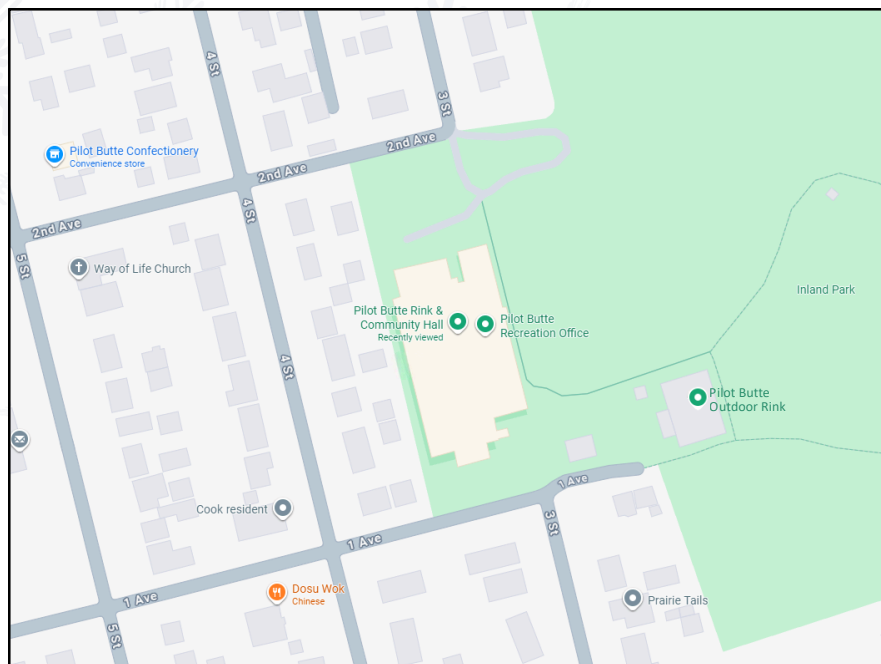 4 St
3 St
2nd Ave
Pilot Butte Confectionery
Convenience store
2nd Ave
4 St
2nd Ave
5 St
Way of Life Church
Inland Park
Pilot Butte Rink &
Community Hall
Recently viewed
Pilot Butte
Recreation Office
4 St
Pilot Butte
Outdoor Rink
1 Ave
Cook resident
3 St
1 Ave
Dosu Wok
Chinese
1 Ave
Prairie Tails
5 St